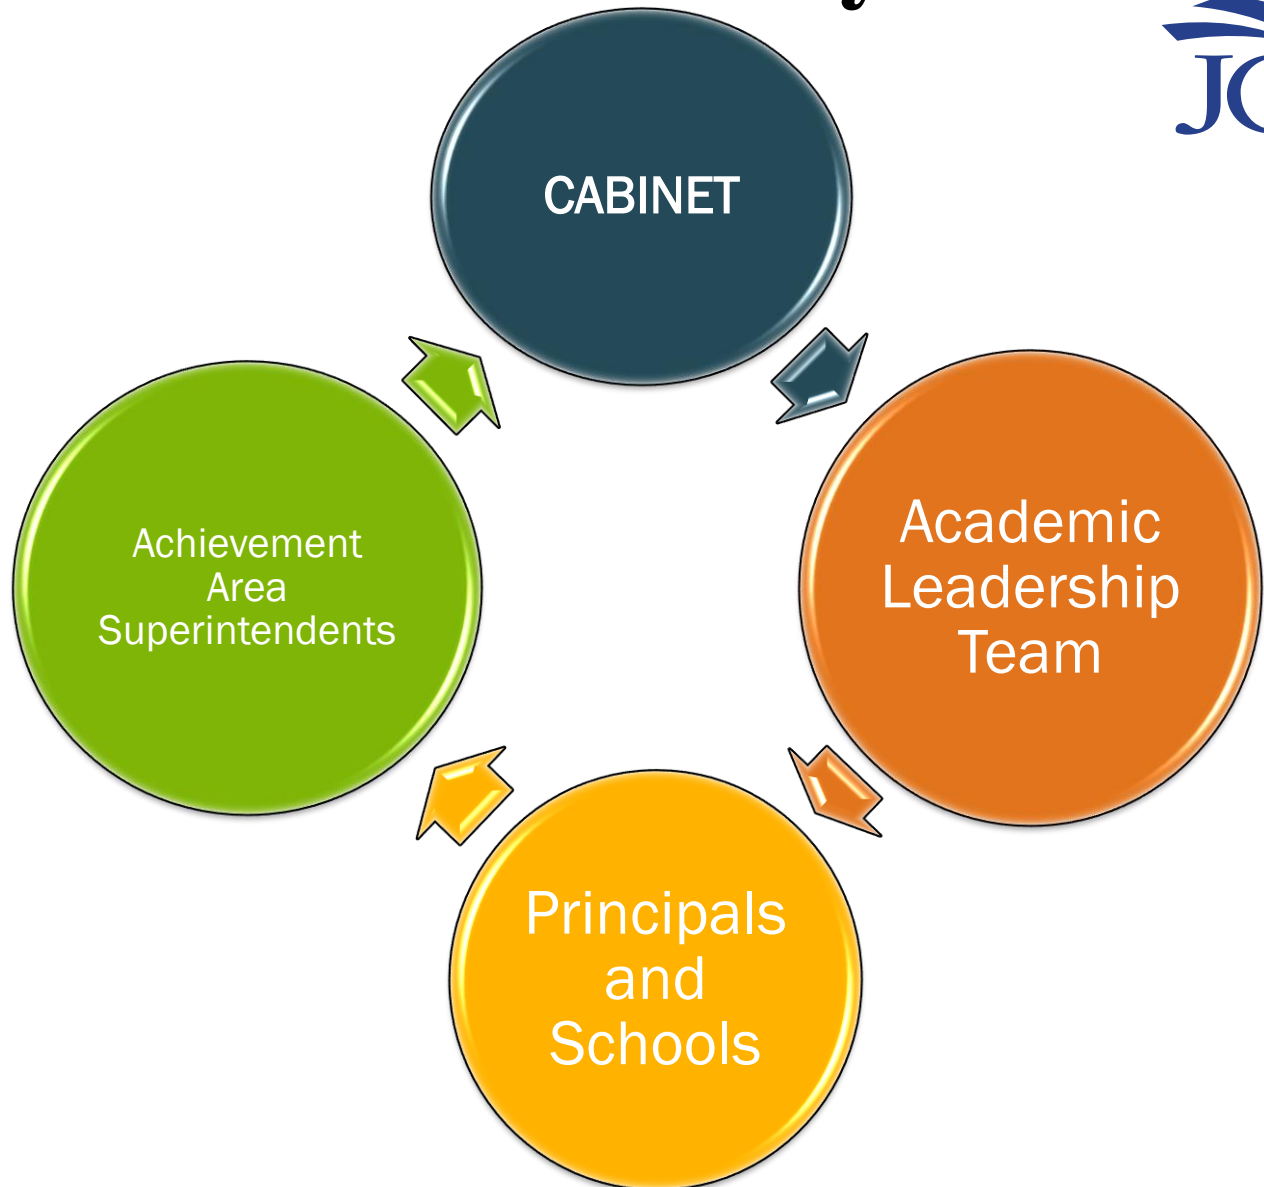 CABINET
Academic
Leadership
Team
Principals
and
Schools
Achievement
Area
Superintendents